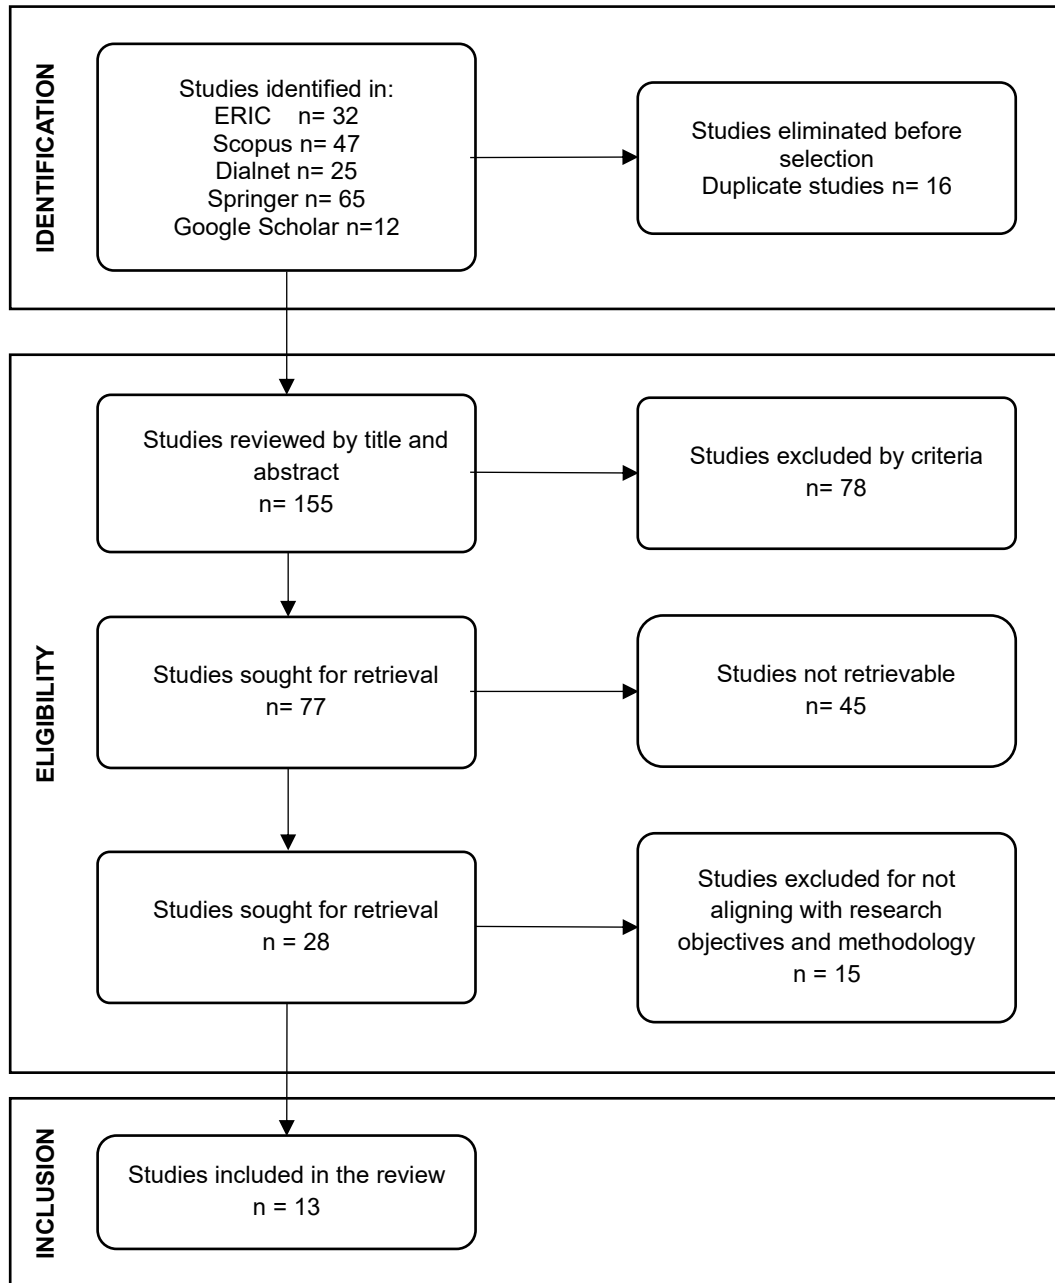 IDENTIFICATION
Studies identified in:
ERIC n= 32
Scopus n= 47
Dialnet n= 25
Springer n= 65
Google Scholar n=12
Studies eliminated before
selection
Duplicate studies n= 16
ELIGIBILITY
Studies reviewed by title and
abstract
n= 155
Studies excluded by criteria
n= 78
Studies sought for retrieval
n= 77
Studies not retrievable
n= 45
Studies sought for retrieval
n = 28
Studies excluded for not
aligning with research
objectives and methodology
n = 15
INCLUSION
Studies included in the review
n = 13